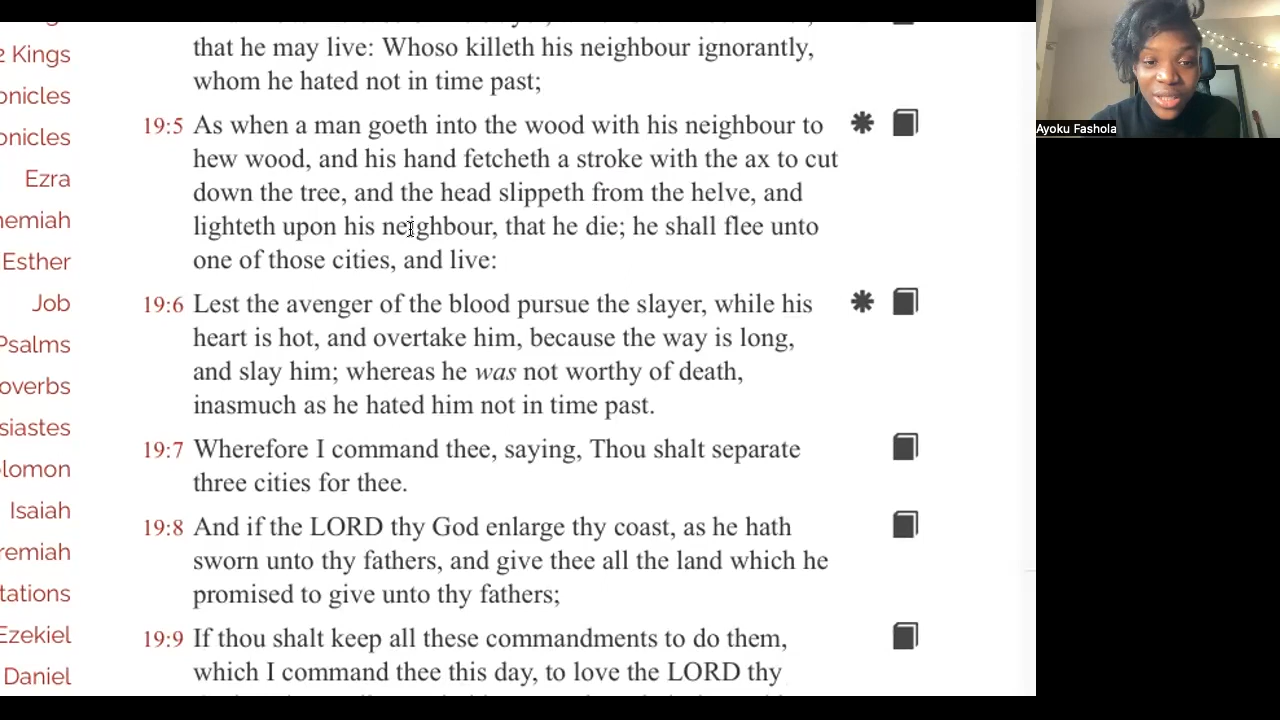 2 Kings
onicles
onicles
Ezra
hemiah
Esther
Job
Psalms
overbs
siastes
olomon
Isaiah
remiah
tations
Ezekiel
Daniel
that he may live: Whoso killeth his neighbour ignorantly,
whom he hated not in time past;
19:5 As when a man goeth into the wood with his neighbour to
hew wood, and his hand fetcheth a stroke with the ax to cut
down the tree, and the head slippeth from the helve, and
lighteth upon his neighbour, that he die; he shall flee unto
one of those cities, and live:
19:6 Lest the avenger of the blood pursue the slayer, while his
heart is hot, and overtake him, because the way is long,
and slay him; whereas he was not worthy of death,
inasmuch as he hated him not in time past.
19:7 Wherefore I command thee, saying, Thou shalt separate
three cities for thee.
19:8 And if the LORD thy God enlarge thy coast, as he hath
sworn unto thy fathers, and give thee all the land which he
promised to give unto thy fathers;
19:9 If thou shalt keep all these commandments to do them,
which I command thee this day, to love the LORD thy
Ayoku Fashola